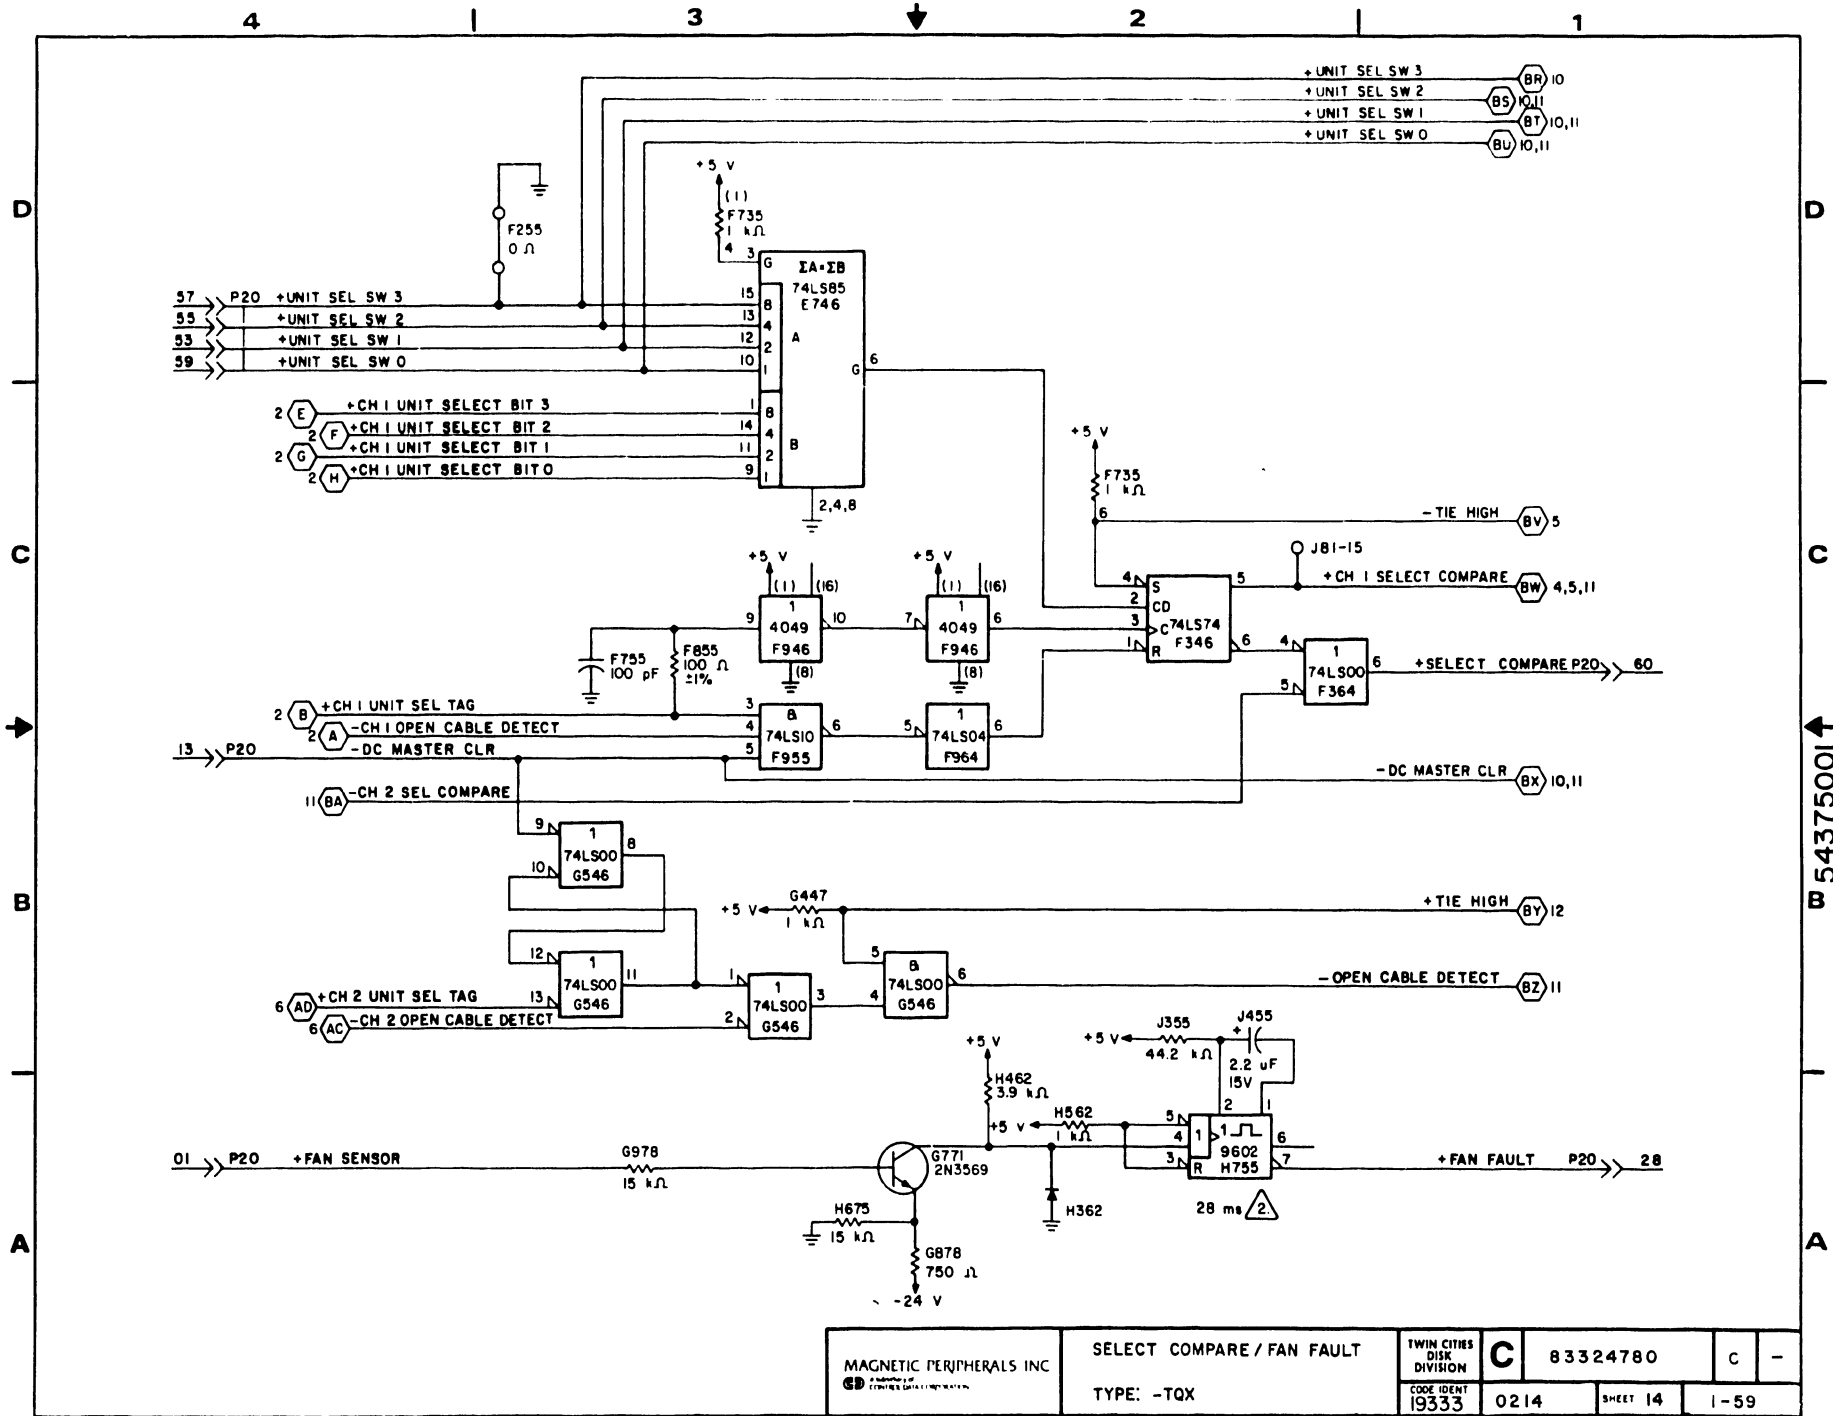 4 3 2 1
+ UNIT SEL SW 3 BR 10
+ UNIT SEL SW 2 BS 10,11
+ UNIT SEL SW 1 BT 10,11
+ UNIT SEL SW 0 BU 10,11
+5 V
D D
(1)
F735
1 kΩ
4
F255
0 Ω
3 G ΣA=ΣB
74LS85
E746
57 P20 +UNIT SEL SW 3 15 8
55 +UNIT SEL SW 2 13 4
53 +UNIT SEL SW 1 12 2 A
59 +UNIT SEL SW 0 10 1 G 6
2 E +CH 1 UNIT SELECT BIT 3 1 8
2 F +CH 1 UNIT SELECT BIT 2 14 4
2 G +CH 1 UNIT SELECT BIT 1 11 2 B
2 H +CH 1 UNIT SELECT BIT 0 9 1
2,4,8
+5 V
F735
1 kΩ
6 -TIE HIGH BV 5
C C
+5 V +5 V J81-15
(1) (16) (1) (16)
4 S 5 +CH 1 SELECT COMPARE BW 4,5,11
2 CD
9 1 10 7 1 6 3 C 74LS74
4049 4049
F946 F946
(8) (8)
1 R F346 6
F755
100 pF
F855
100 Ω
±1%
4 1 6 +SELECT COMPARE P20 60
74LS00
5 F364
2 B +CH 1 UNIT SEL TAG 3 &
2 A -CH 1 OPEN CABLE DETECT 4 74LS10 6 5 1 6
74LS04
13 P20 -DC MASTER CLR 5 F955 F964
-DC MASTER CLR BX 10,11
11 BA -CH 2 SEL COMPARE
54375001
9 1 8
74LS00
10 G546
B B
+5 V G447
1 kΩ
+TIE HIGH BY 12
12 1 11
74LS00
13 G546
1 1 3
74LS00
2 G546
5 & 6
74LS00
4 G546
-OPEN CABLE DETECT BZ 11
6 AD +CH 2 UNIT SEL TAG
6 AC -CH 2 OPEN CABLE DETECT
+5 V
H462
3.9 kΩ
+5 V J355
44.2 kΩ
+ J455
2.2 uF
15V
2 1
+5 V H562
1 kΩ
5 1 1 6
4 9602
3 R H755 7
01 P20 +FAN SENSOR G978
15 kΩ
G771
2N3569
+FAN FAULT P20 28
28 ms 2.
H362
A A
H675
15 kΩ
G878
750 Ω
-24 V
MAGNETIC PERIPHERALS INC
a subsidiary of
CONTROL DATA CORPORATION
SELECT COMPARE / FAN FAULT
TYPE: -TQX
TWIN CITIES
DISK
DIVISION
C 83324780 C -
CODE IDENT
19333
0214 SHEET 14 1-59